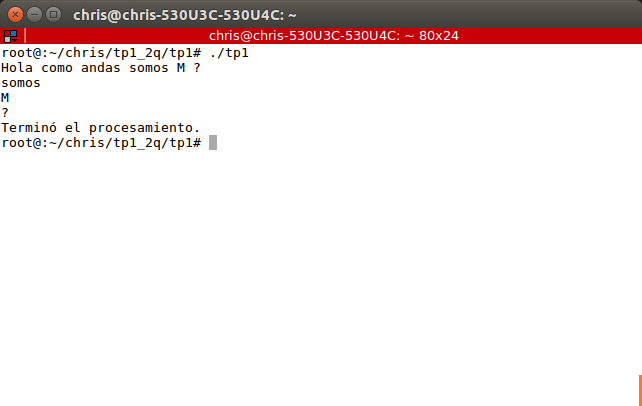 chris@chris-530U3C-530U4C: ~
chris@chris-530U3C-530U4C: ~ 80x24
root@:~/chris/tp1_2q/tp1# ./tp1
Hola como andas somos M ?
somos
M
?
Terminó el procesamiento.
root@:~/chris/tp1_2q/tp1#